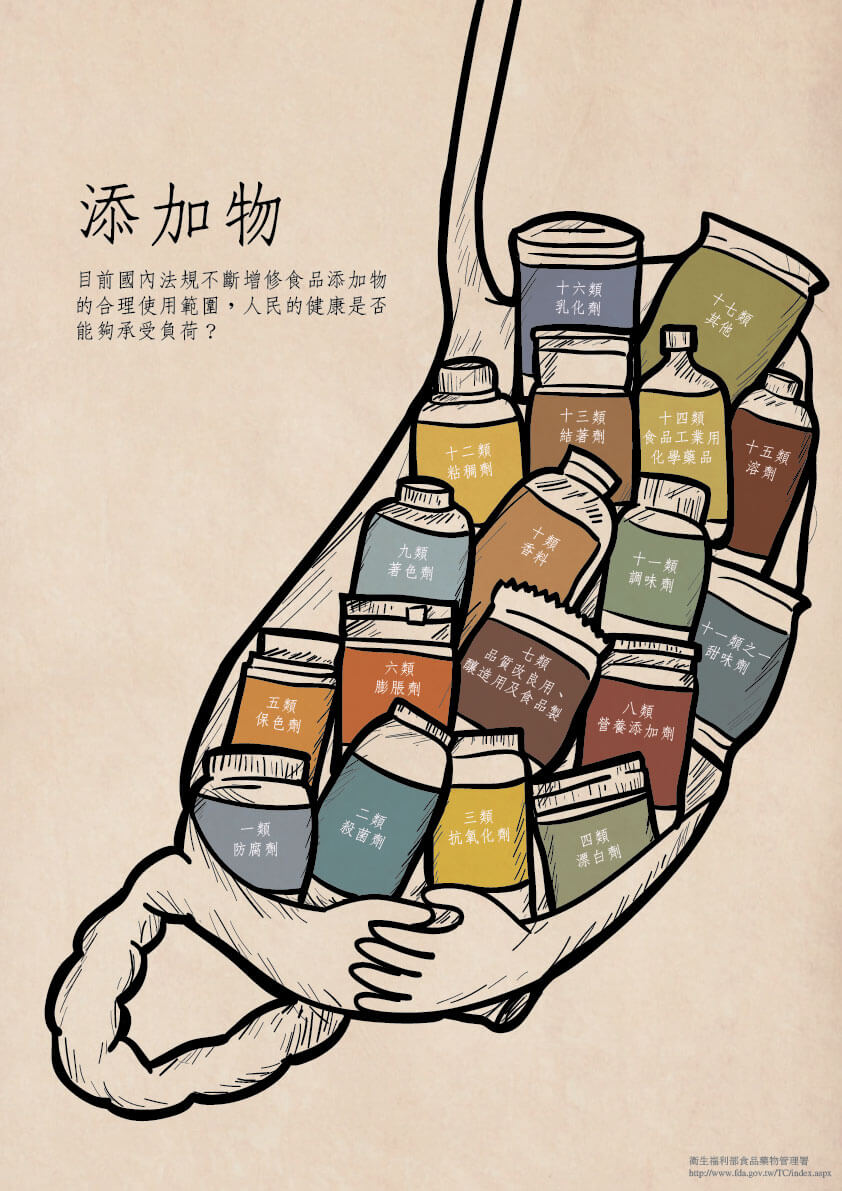 添加物
目前國內法規不斷增修食品添加物
的合理使用範圍，人民的健康是否
能夠承受負荷？
十六類
乳化劑
十七類
其他
十二類
粘稠劑
十三類
結著劑
十四類
食品工業用
化學藥品
十五類
溶劑
九類
著色劑
十類
香料
十一類
調味劑
十一類之一
甜味劑
五類
保色劑
六類
膨脹劑
七類
品質改良用、
釀造用及食品製
八類
營養添加劑
一類
防腐劑
二類
殺菌劑
三類
抗氧化劑
四類
漂白劑
衛生福利部食品藥物管理署
http://www.fda.gov.tw/TC/index.aspx